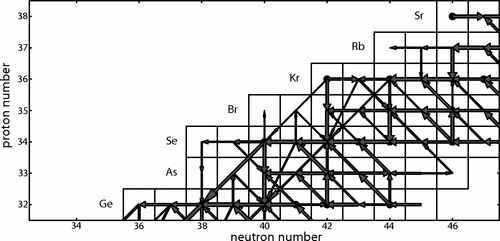 38
Sr
37
Rb
36
Kr
35
Br
34
Se
33
As
32
Ge
proton number
34
36
38
40
42
44
46
neutron number